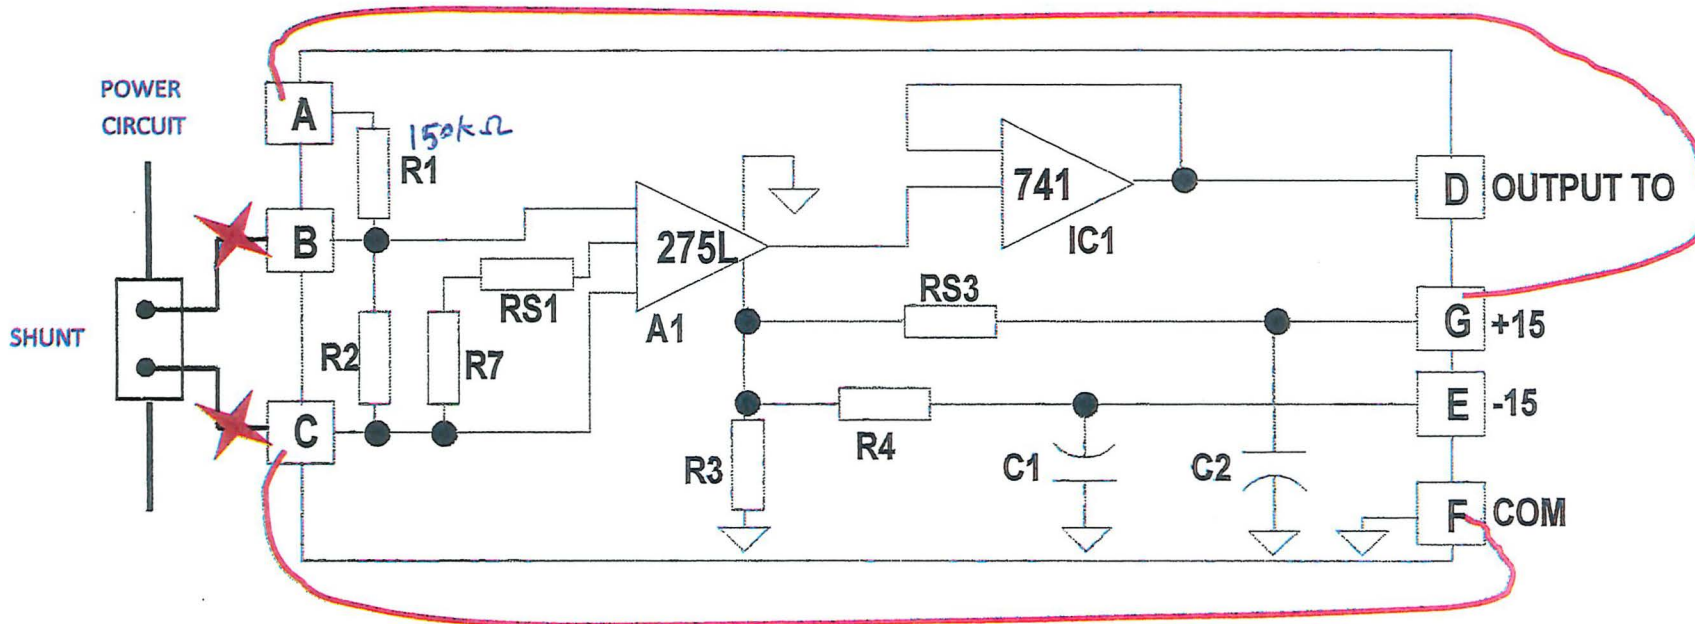 POWER
CIRCUIT
SHUNT
A
150kΩ
R1
B
C
R2
R7
RS1
275L
A1
741
IC1
RS3
R4
R3
C1
C2
D OUTPUT TO
G +15
E -15
F COM